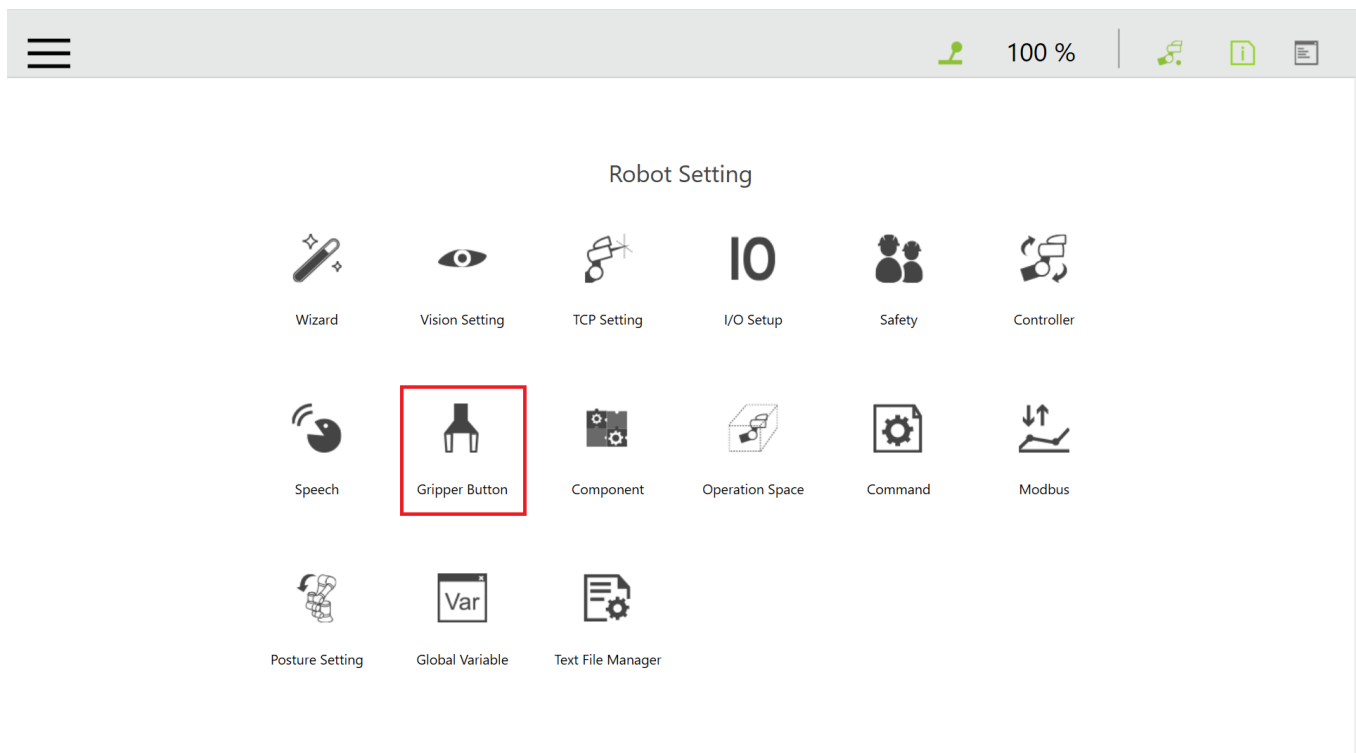 100 %
Robot Setting
IO
Wizard Vision Setting TCP Setting I/O Setup Safety Controller
Speech Gripper Button Component Operation Space Command Modbus
Var
Posture Setting Global Variable Text File Manager